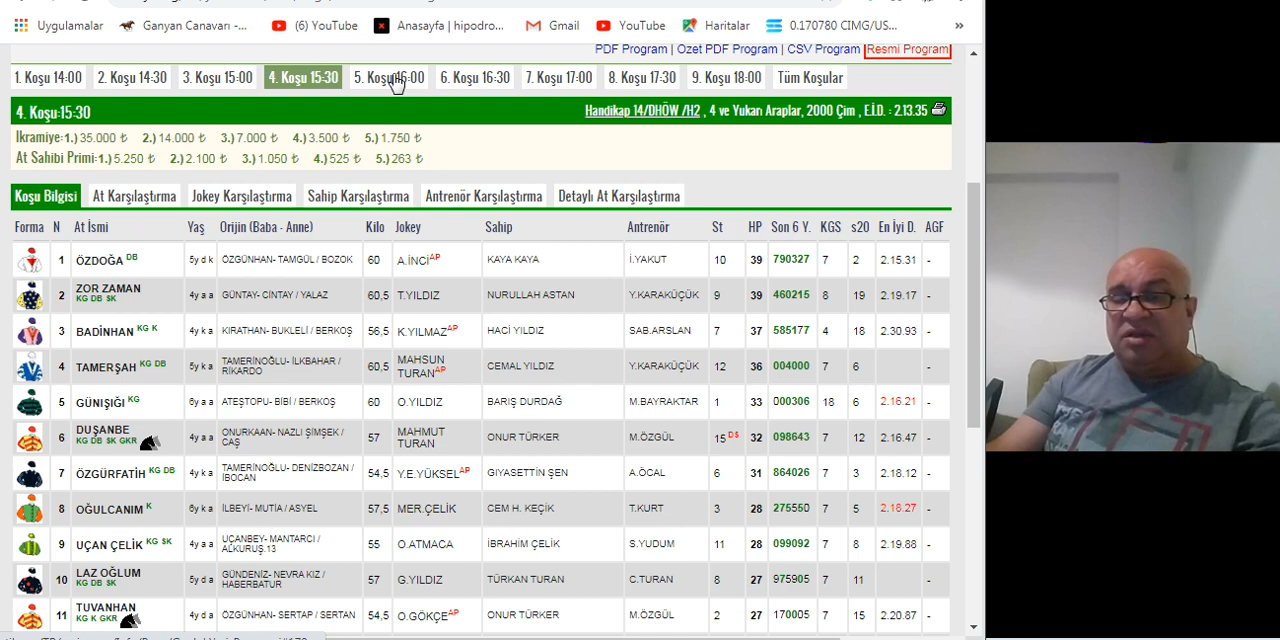 Uygulamalar Ganyan Canavarı -... (6) YouTube Anasayfa | hipodro... Gmail YouTube Haritalar 0.170780 CIMG/US... »
PDF Program | Özet PDF Program | CSV Program | Resmi Program
1. Koşu 14:00 2. Koşu 14:30 3. Koşu 15:00 4. Koşu 15:30 5. Koşu 16:00 6. Koşu 16:30 7. Koşu 17:00 8. Koşu 17:30 9. Koşu 18:00 Tüm Koşular
4. Koşu:15:30 Handikap 14/DHÖW /H2 , 4 ve Yukarı Araplar, 2000 Çim , E.İ.D. : 2.13.35
İkramiye:1.) 35.000 ₺ 2.) 14.000 ₺ 3.) 7.000 ₺ 4.) 3.500 ₺ 5.) 1.750 ₺
At Sahibi Primi:1.) 5.250 ₺ 2.) 2.100 ₺ 3.) 1.050 ₺ 4.) 525 ₺ 5.) 263 ₺
Koşu Bilgisi At Karşılaştırma Jokey Karşılaştırma Sahip Karşılaştırma Antrenör Karşılaştırma Detaylı At Karşılaştırma
Forma N At İsmi Yaş Orijin (Baba - Anne) Kilo Jokey Sahip Antrenör St HP Son 6 Y. KGS s20 En İyi D. AGF
1 ÖZDOĞA DB 5y d k ÖZGÜNHAN- TAMGÜL / BOZOK 60 A.İNCİ AP KAYA KAYA İ.YAKUT 10 39 790327 7 2 2.15.31 -
2 ZOR ZAMAN KG DB SK 4y a a GÜNTAY- CİNTAY / YALAZ 60,5 T.YILDIZ NURULLAH ASTAN Y.KARAKÜÇÜK 9 39 460215 8 19 2.19.17 -
3 BADİNHAN KG K 4y k a KIRATHAN- BUKLELİ / BERKOŞ 56,5 K.YILMAZ AP HACİ YILDIZ SAB.ARSLAN 7 37 585177 4 18 2.30.93 -
4 TAMERŞAH KG DB 5y k a TAMERİNOĞLU- İLKBAHAR / RİKARDO 60,5 MAHSUN TURAN AP CEMAL YILDIZ Y.KARAKÜÇÜK 12 36 004000 7 6 -
5 GÜNIŞIĞI KG 6y a a ATEŞTOPU- BİBİ / BERKOŞ 60 O.YILDIZ BARIŞ DURDAĞ M.BAYRAKTAR 1 33 000306 18 6 2.16.21 -
6 DUŞANBE KG DB SK GKR 4y a a ONURKAAN- NAZLI ŞİMŞEK / CAŞ 57 MAHMUT TURAN ONUR TÜRKER M.ÖZGÜL 15 DS 32 098643 7 12 2.16.47 -
7 ÖZGÜRFATİH KG DB 4y k a TAMERİNOĞLU- DENİZBOZAN / İBOCAN 54,5 Y.E.YÜKSEL AP GIYASETTİN ŞEN A.ÖCAL 6 31 864026 7 3 2.18.12 -
8 OĞULCANIM K 6y k a İLBEYİ- MUTİA / ASYEL 57,5 MER.ÇELİK CEM H. KEÇİK T.KURT 3 28 275550 7 5 2.18.27 -
9 UÇAN ÇELİK KG SK 4y a a UÇANBEY- MANTARCI / ALKURUŞ.13 55 O.ATMACA İBRAHİM ÇELİK S.YUDUM 11 28 099092 7 8 2.19.88 -
10 LAZ OĞLUM KG DB SK 5y d a GÜNDENİZ- NEVRA KIZ / HABERBATUR 57 G.YILDIZ TÜRKAN TURAN C.TURAN 8 27 975905 7 11 -
11 TUVANHAN KG K GKR 4y d a ÖZGÜNHAN- SERTAP / SERTAN 54,5 O.GÖKÇE AP ONUR TÜRKER M.ÖZGÜL 2 27 170005 7 15 2.20.87 -